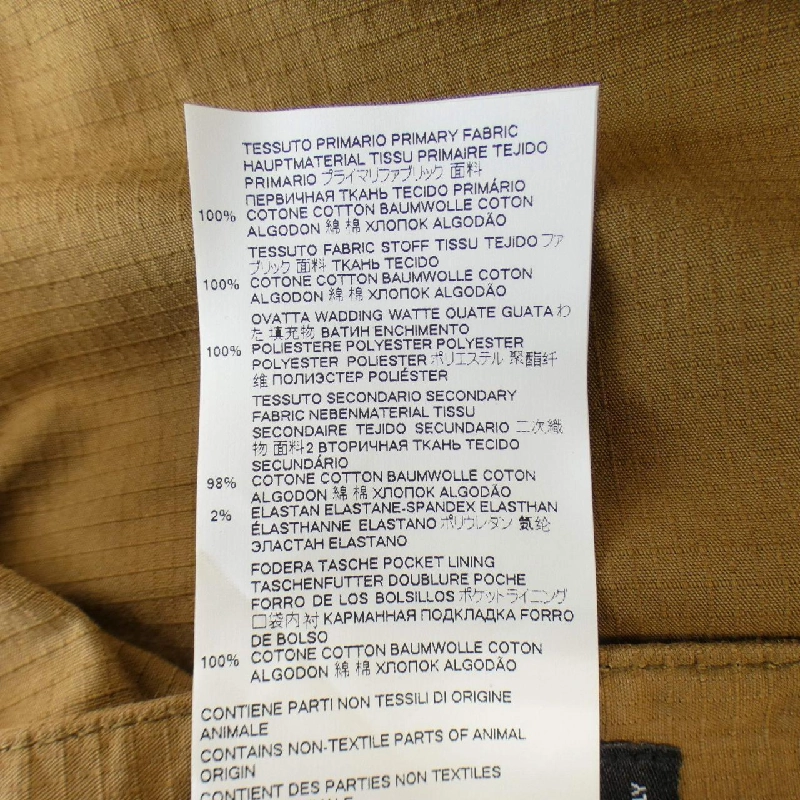 TESSUTO PRIMARIO PRIMARY FABRIC
HAUPTMATERIAL TISSU PRIMAIRE TEJIDO
PRIMARIO プライマリファブリック 面料
ПЕРВИЧНАЯ ТКАНЬ TECIDO PRIMÁRIO
100% COTONE COTTON BAUMWOLLE COTON
ALGODON 綿 棉 ХЛОПОК ALGODÃO
TESSUTO FABRIC STOFF TISSU TEJIDO ファ
ブリック 面料 ТКАНЬ TECIDO
100% COTONE COTTON BAUMWOLLE COTON
ALGODON 綿 棉 ХЛОПОК ALGODÃO
OVATTA WADDING WATTE OUATE GUATA わ
た 填充物 ВАТИН ENCHIMENTO
100% POLIESTERE POLYESTER POLYESTER
POLYESTER POLIESTER ポリエステル 聚酯纤
维 ПОЛИЭСТЕР POLIÉSTER
TESSUTO SECONDARIO SECONDARY
FABRIC NEBENMATERIAL TISSU
SECONDAIRE TEJIDO SECUNDARIO 二次織
物 面料2 ВТОРИЧНАЯ ТКАНЬ TECIDO
SECUNDÁRIO
98% COTONE COTTON BAUMWOLLE COTON
ALGODON 綿 棉 ХЛОПОК ALGODÃO
2% ELASTAN ELASTANE-SPANDEX ELASTHAN
ÉLASTHANNE ELASTANO ポリウレタン 氨纶
ЭЛАСТАН ELASTANO
FODERA TASCHE POCKET LINING
TASCHENFUTTER DOUBLURE POCHE
FORRO DE LOS BOLSILLOS ポケットライニング
口袋内衬 КАРМАННАЯ ПОДКЛАДКА FORRO
DE BOLSO
100% COTONE COTTON BAUMWOLLE COTON
ALGODON 綿 棉 ХЛОПОК ALGODÃO
CONTIENE PARTI NON TESSILI DI ORIGINE
ANIMALE
CONTAINS NON-TEXTILE PARTS OF ANIMAL
ORIGIN
CONTIENT DES PARTIES NON TEXTILES